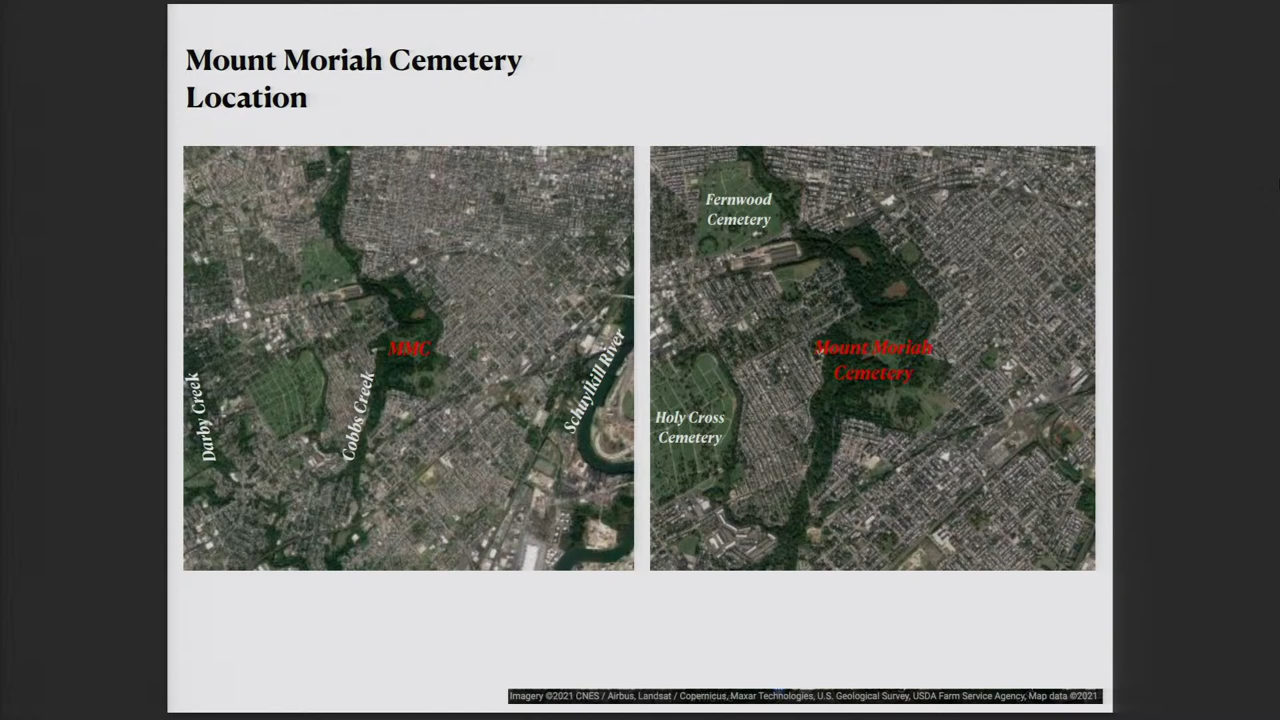 Mount Moriah Cemetery
Location
MMC
Darby Creek
Cobbs Creek
Schuylkill River
Fernwood
Cemetery
Mount Moriah
Cemetery
Holy Cross
Cemetery
Imagery ©2021 CNES / Airbus, Landsat / Copernicus, Maxar Technologies, U.S. Geological Survey, USDA Farm Service Agency, Map data ©2021